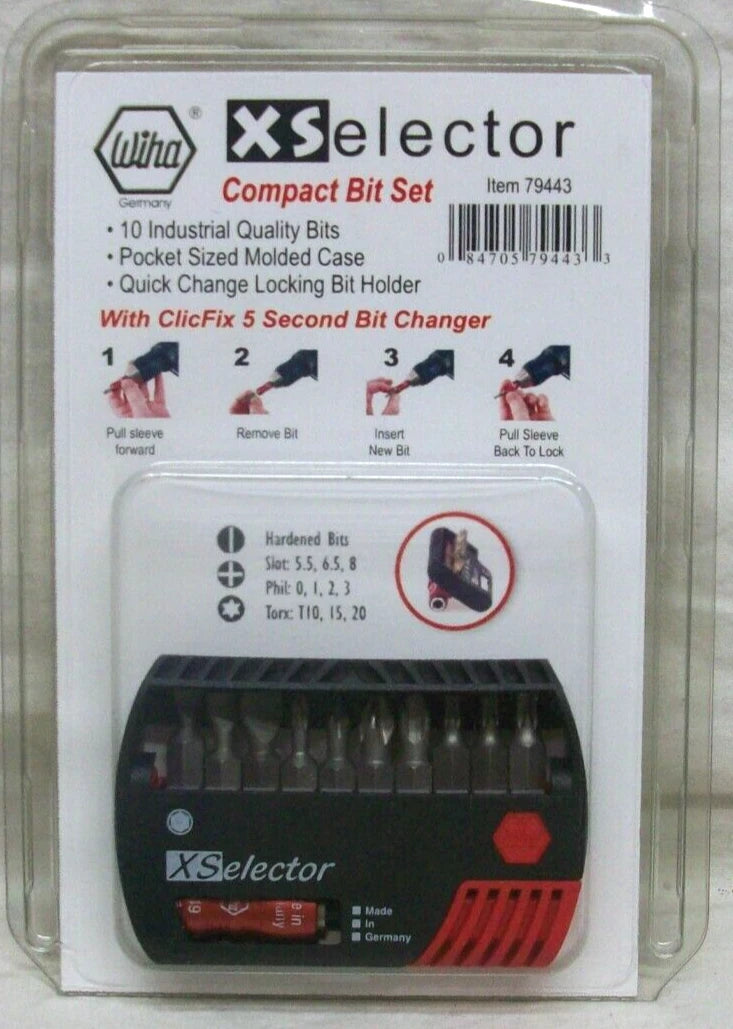 Wiha ®
Germany
XSelector
Compact Bit Set
Item 79443
• 10 Industrial Quality Bits
• Pocket Sized Molded Case
• Quick Change Locking Bit Holder
0 84705 79443 3
With ClicFix 5 Second Bit Changer
1 2 3 4
Pull sleeve
forward
Remove Bit
Insert
New Bit
Pull Sleeve
Back To Lock
Hardened Bits
Slot: 5.5, 6.5, 8
Phil: 0, 1, 2, 3
Torx: T10, 15, 20
XSelector
Made
In
Germany